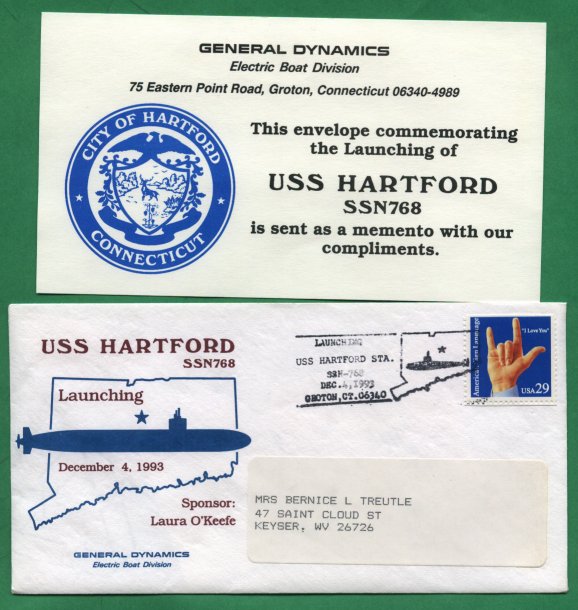 GENERAL DYNAMICS
Electric Boat Division
75 Eastern Point Road, Groton, Connecticut 06340-4989
CITY OF HARTFORD
CONNECTICUT
This envelope commemorating
the Launching of
USS HARTFORD
SSN768
is sent as a memento with our
compliments.
USS HARTFORD
SSN768
Launching
December 4, 1993
Sponsor:
Laura O'Keefe
GENERAL DYNAMICS
Electric Boat Division
LAUNCHING
USS HARTFORD STA.
SSN-768
DEC.4,1993
GROTON,CT.06340
"I Love You"
USA 29
MRS BERNICE L TREUTLE
47 SAINT CLOUD ST
KEYSER, WV 26726